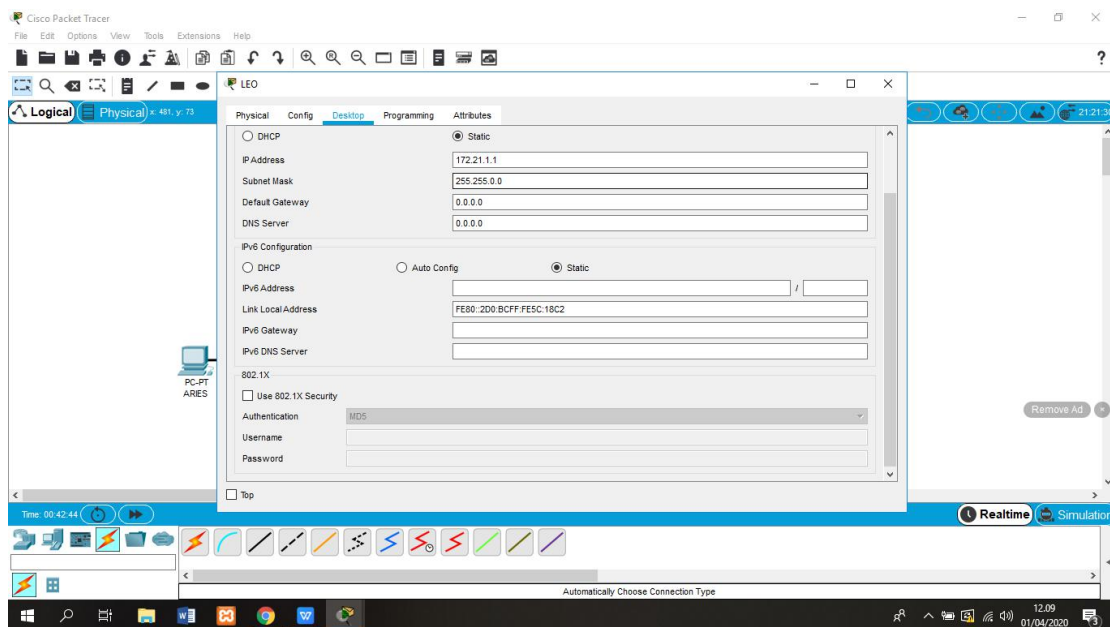 Cisco Packet Tracer
File Edit Options View Tools Extensions Help
?
LEO
Logical Physical x: 481, y: 73
21:21:3
Physical Config Desktop Programming Attributes
DHCP Static
IP Address 172.21.1.1
Subnet Mask 255.255.0.0
Default Gateway 0.0.0.0
DNS Server 0.0.0.0
IPv6 Configuration
DHCP Auto Config Static
IPv6 Address /
Link Local Address FE80::2D0:BCFF:FE5C:18C2
IPv6 Gateway
IPv6 DNS Server
802.1X
Use 802.1X Security
Authentication MD5
Username
Password
Top
PC-PT
ARIES
Remove Ad
Time: 00:42:44
Realtime Simulation
Automatically Choose Connection Type
12.09
01/04/2020
3